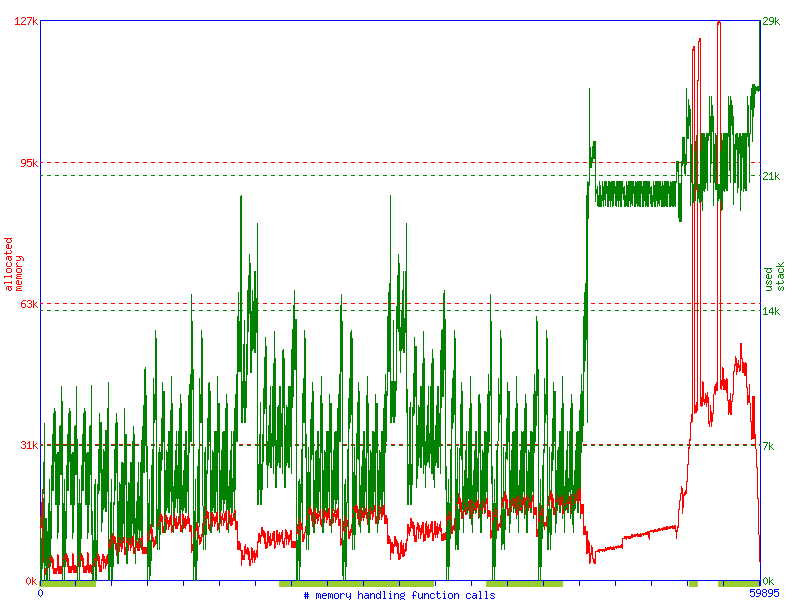 127k
29k
95k
21k
allocated
memory
used
stack
63k
14k
31k
7k
0k
0k
0
# memory handling function calls
59895